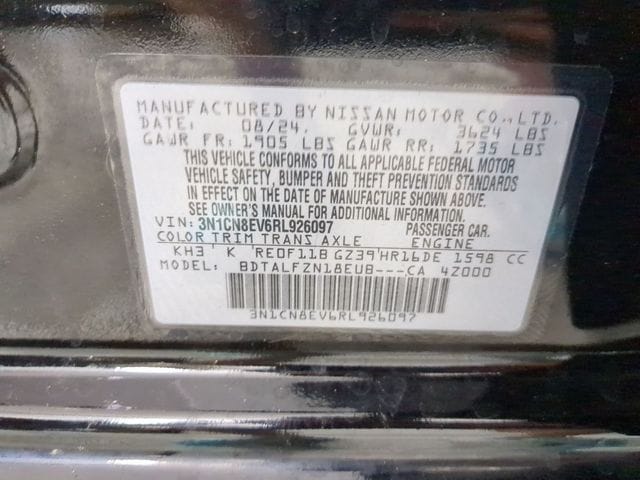 MANUFACTURED BY NISSAN MOTOR CO.,LTD.
DATE: 08/24, GVWR: 3624 LBS
GAWR FR: 1905 LBS GAWR RR: 1735 LBS
THIS VEHICLE CONFORMS TO ALL APPLICABLE FEDERAL MOTOR
VEHICLE SAFETY, BUMPER AND THEFT PREVENTION STANDARDS
IN EFFECT ON THE DATE OF MANUFACTURE SHOWN ABOVE.
SEE OWNER'S MANUAL FOR ADDITIONAL INFORMATION.
VIN: 3N1CN8EV6RL926097 PASSENGER CAR.
COLOR TRIM TRANS AXLE ENGINE
KH3 K RE0F11B GZ39 HR16DE 1598 CC
MODEL: BDTALFZN18EUB---CA 4Z000
3N1CN8EV6RL926097